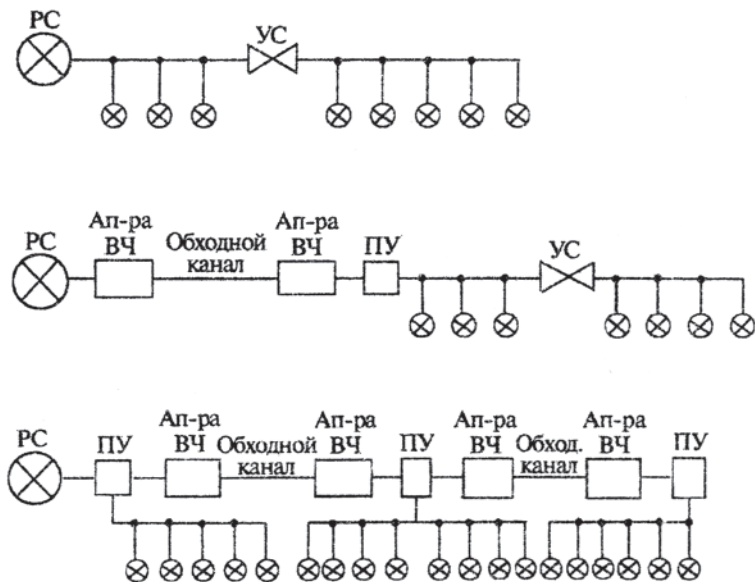 РС
УС
РС
Ап-ра
ВЧ
Обходной
канал
Ап-ра
ВЧ
ПУ
УС
РС
ПУ
Ап-ра
ВЧ
Обходной
канал
Ап-ра
ВЧ
ПУ
Ап-ра
ВЧ
Обход.
канал
Ап-ра
ВЧ
ПУ